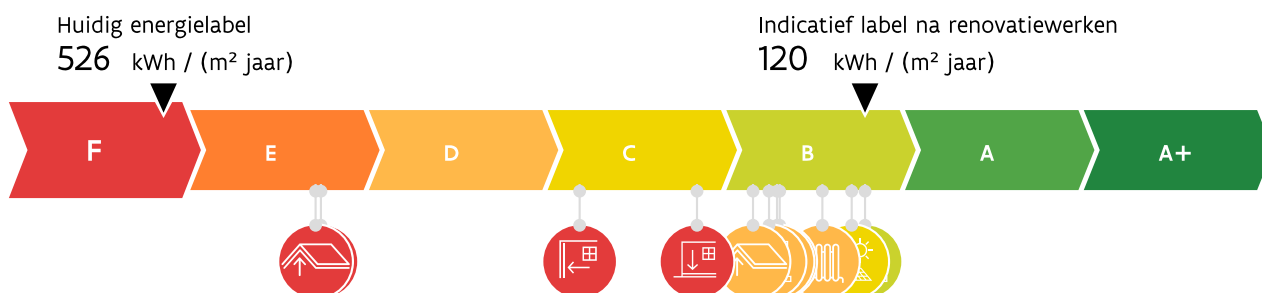 Huidig energielabel
526 kWh / (m² jaar)
Indicatief label na renovatiewerken
120 kWh / (m² jaar)
F E D C B A A+